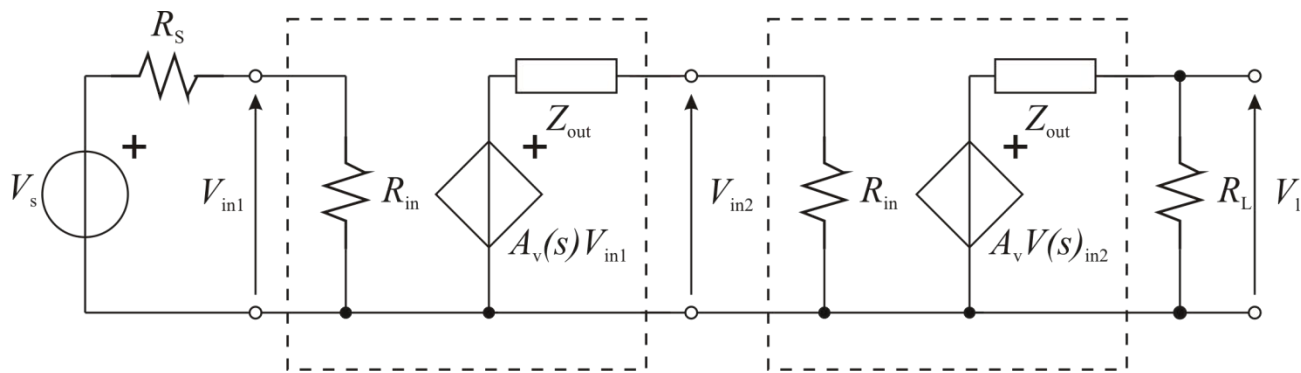 R_S
+
V_s
V_in1
R_in
Z_out
+
A_v(s)V_in1
V_in2
R_in
Z_out
+
A_vV(s)_in2
R_L
V_l